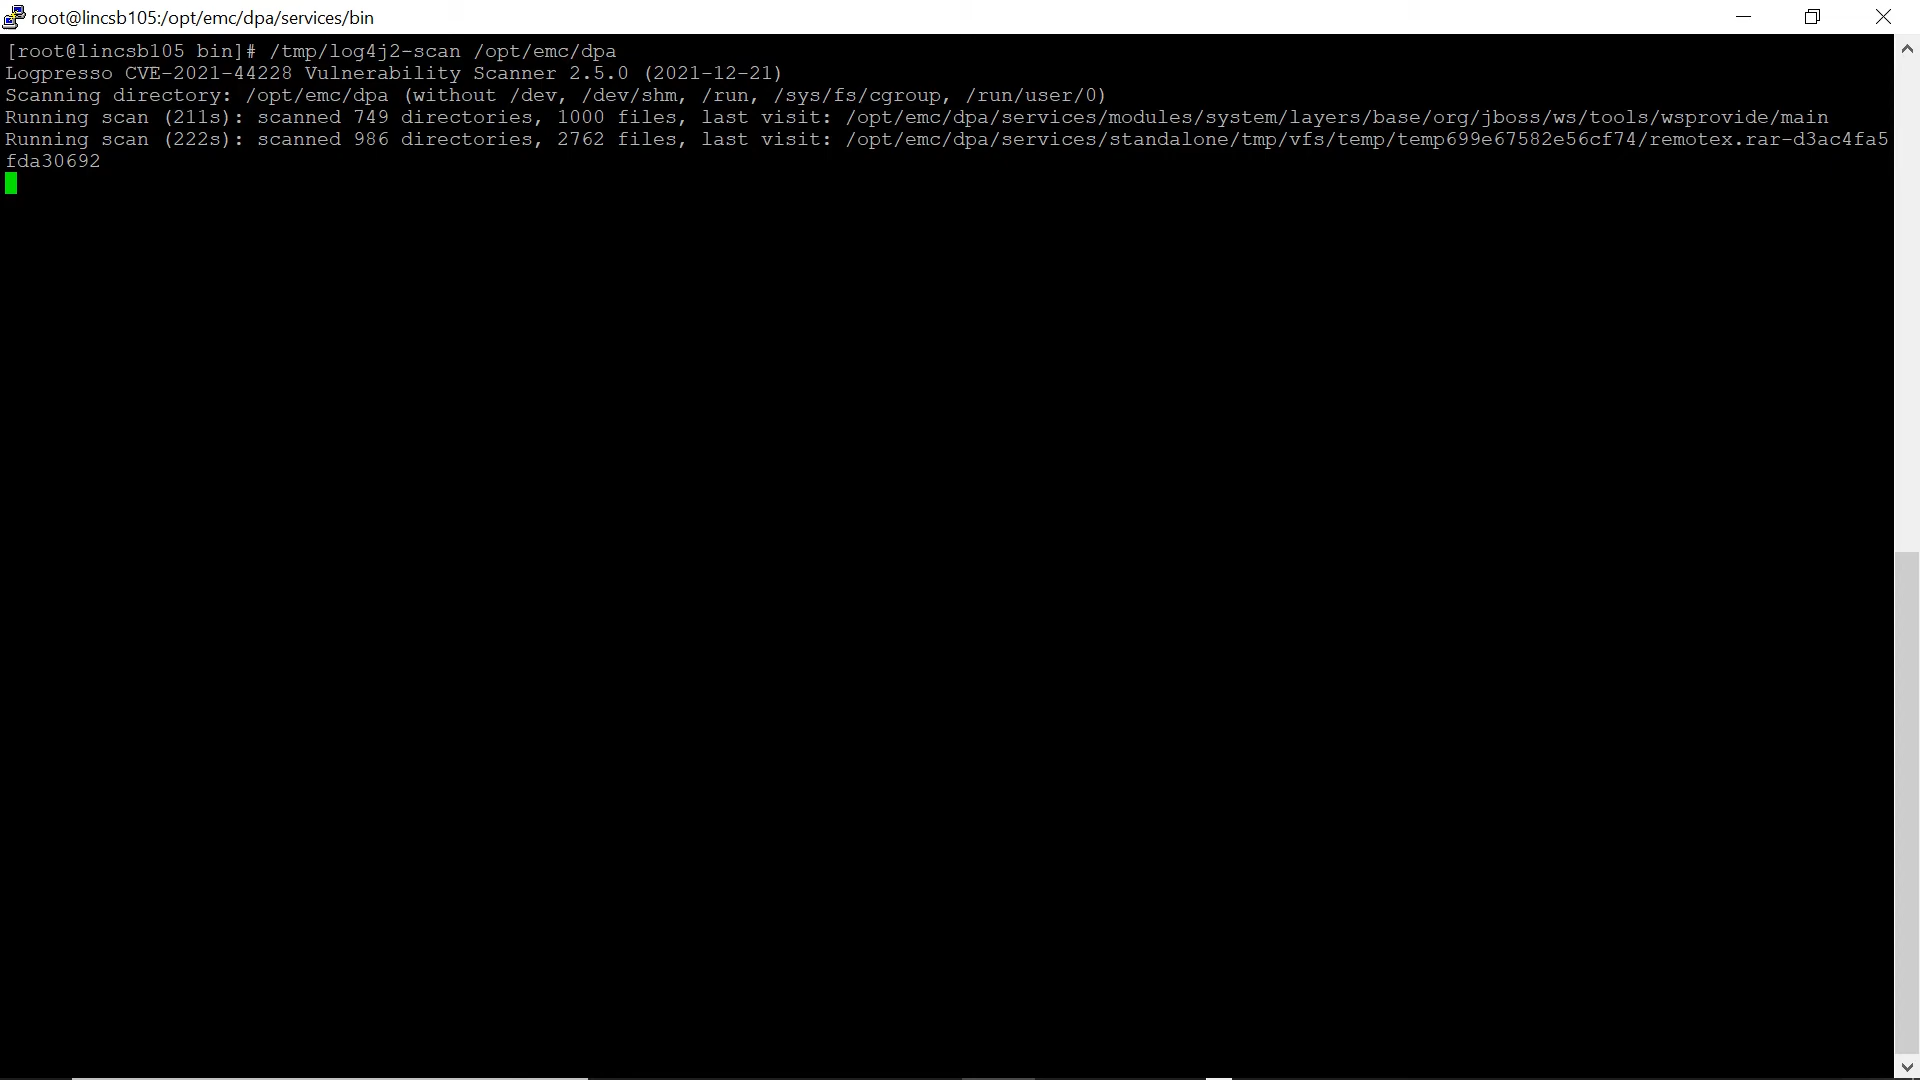 root@lincsb105:/opt/emc/dpa/services/bin
[root@lincsb105 bin]# /tmp/log4j2-scan /opt/emc/dpa
Logpresso CVE-2021-44228 Vulnerability Scanner 2.5.0 (2021-12-21)
Scanning directory: /opt/emc/dpa (without /dev, /dev/shm, /run, /sys/fs/cgroup, /run/user/0)
Running scan (211s): scanned 749 directories, 1000 files, last visit: /opt/emc/dpa/services/modules/system/layers/base/org/jboss/ws/tools/wsprovide/main
Running scan (222s): scanned 986 directories, 2762 files, last visit: /opt/emc/dpa/services/standalone/tmp/vfs/temp/temp699e67582e56cf74/remotex.rar-d3ac4fa5
fda30692